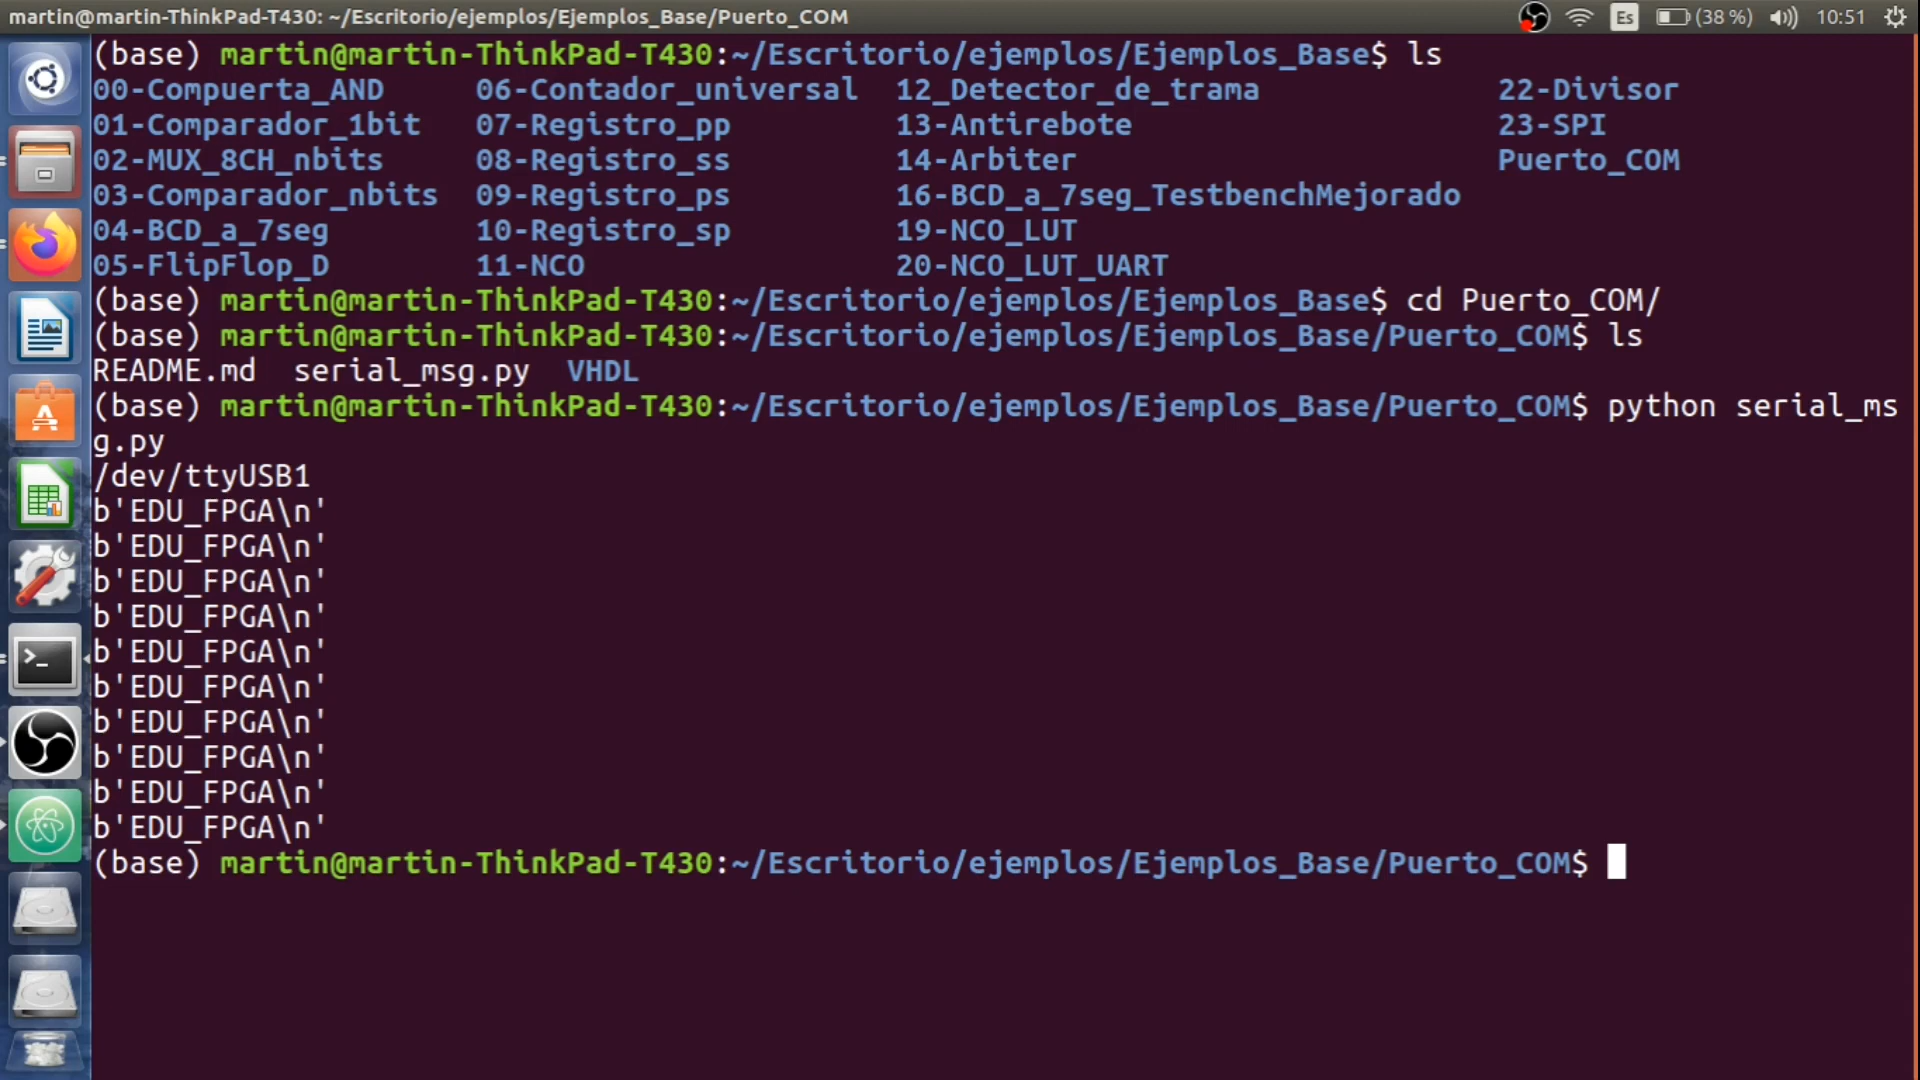 martin@martin-ThinkPad-T430: ~/Escritorio/ejemplos/Ejemplos_Base/Puerto_COM Es (38 %) 10:51
(base) martin@martin-ThinkPad-T430:~/Escritorio/ejemplos/Ejemplos_Base$ ls
00-Compuerta_AND 06-Contador_universal 12_Detector_de_trama 22-Divisor
01-Comparador_1bit 07-Registro_pp 13-Antirebote 23-SPI
02-MUX_8CH_nbits 08-Registro_ss 14-Arbiter Puerto_COM
03-Comparador_nbits 09-Registro_ps 16-BCD_a_7seg_TestbenchMejorado
04-BCD_a_7seg 10-Registro_sp 19-NCO_LUT
05-FlipFlop_D 11-NCO 20-NCO_LUT_UART
(base) martin@martin-ThinkPad-T430:~/Escritorio/ejemplos/Ejemplos_Base$ cd Puerto_COM/
(base) martin@martin-ThinkPad-T430:~/Escritorio/ejemplos/Ejemplos_Base/Puerto_COM$ ls
README.md serial_msg.py VHDL
(base) martin@martin-ThinkPad-T430:~/Escritorio/ejemplos/Ejemplos_Base/Puerto_COM$ python serial_ms
g.py
/dev/ttyUSB1
b'EDU_FPGA\n'
b'EDU_FPGA\n'
b'EDU_FPGA\n'
b'EDU_FPGA\n'
b'EDU_FPGA\n'
b'EDU_FPGA\n'
b'EDU_FPGA\n'
b'EDU_FPGA\n'
b'EDU_FPGA\n'
b'EDU_FPGA\n'
(base) martin@martin-ThinkPad-T430:~/Escritorio/ejemplos/Ejemplos_Base/Puerto_COM$